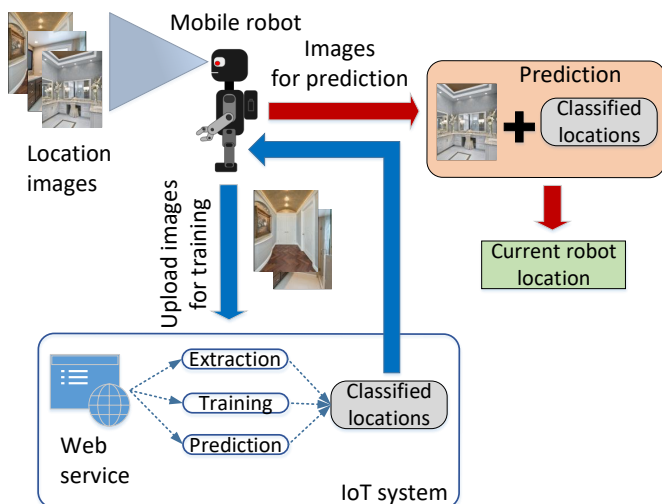 Mobile robot
Location
images
Images
for prediction
Prediction
Classified
locations
Current robot
location
Upload images
for training
Extraction
Training
Prediction
Classified
locations
Web
service
IoT system